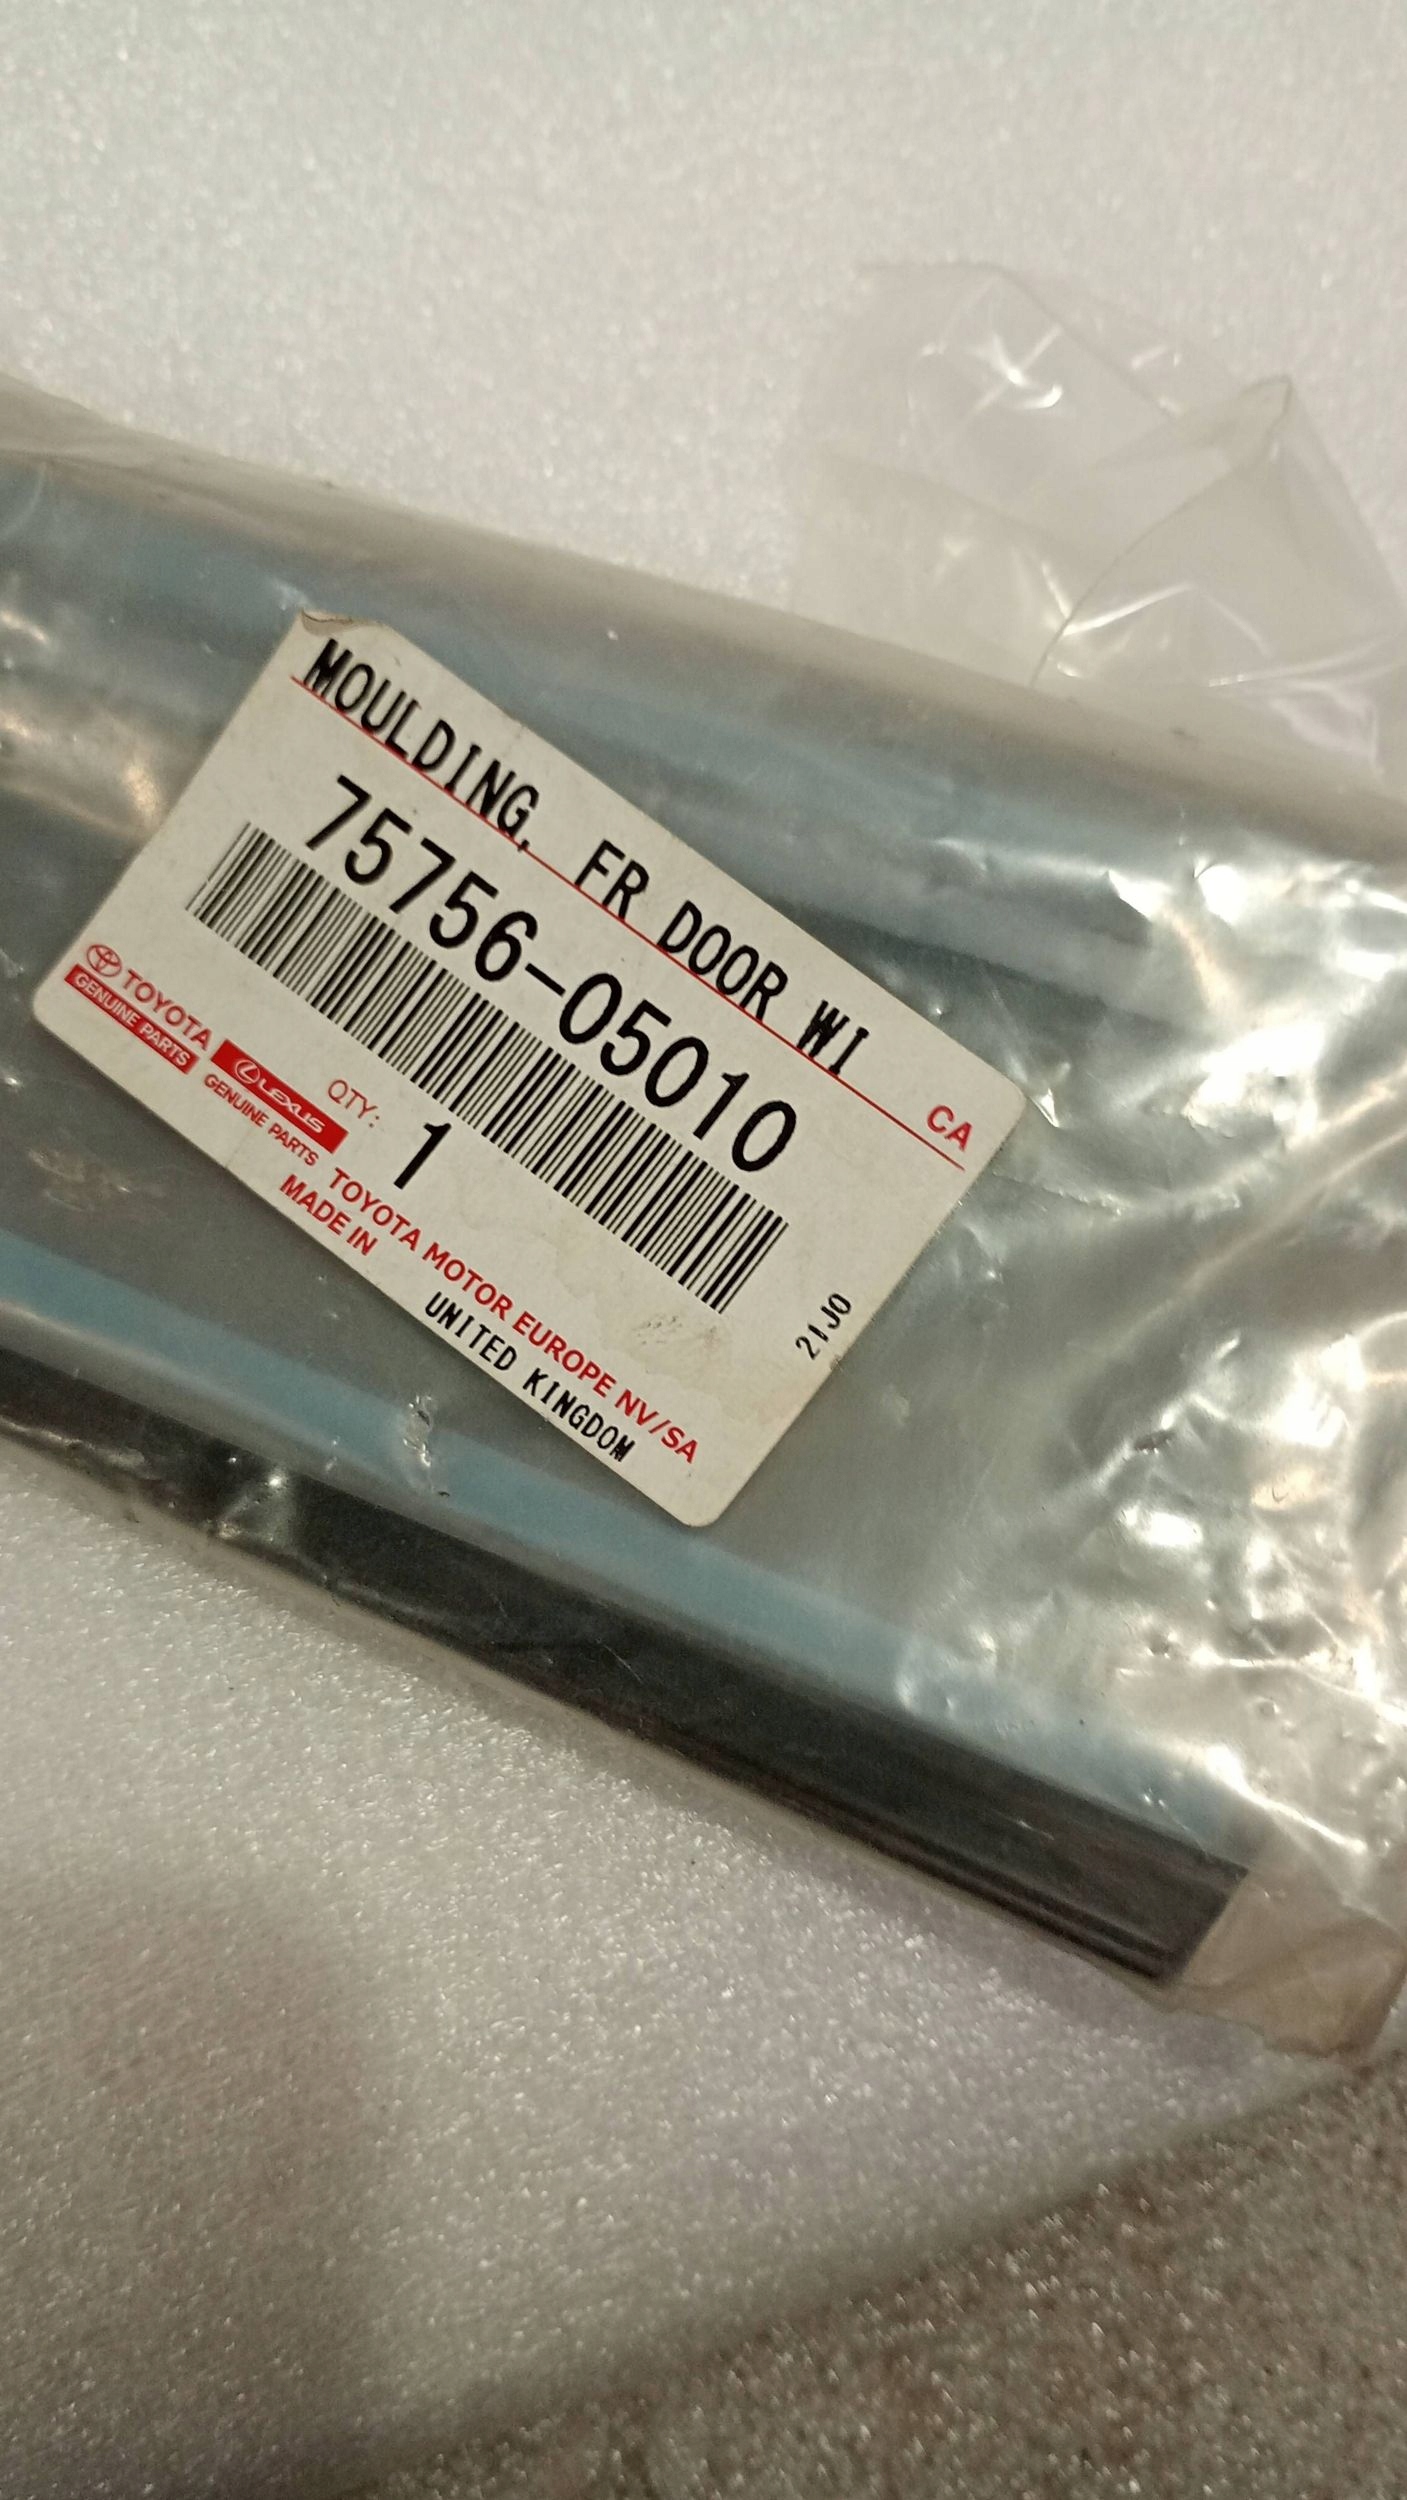 MOULDING, FR DOOR WI
CA
75756-05010
TOYOTA
GENUINE PARTS
LEXUS
GENUINE PARTS
QTY:
1
TOYOTA MOTOR EUROPE NV/SA
MADE IN
UNITED KINGDOM
21J0